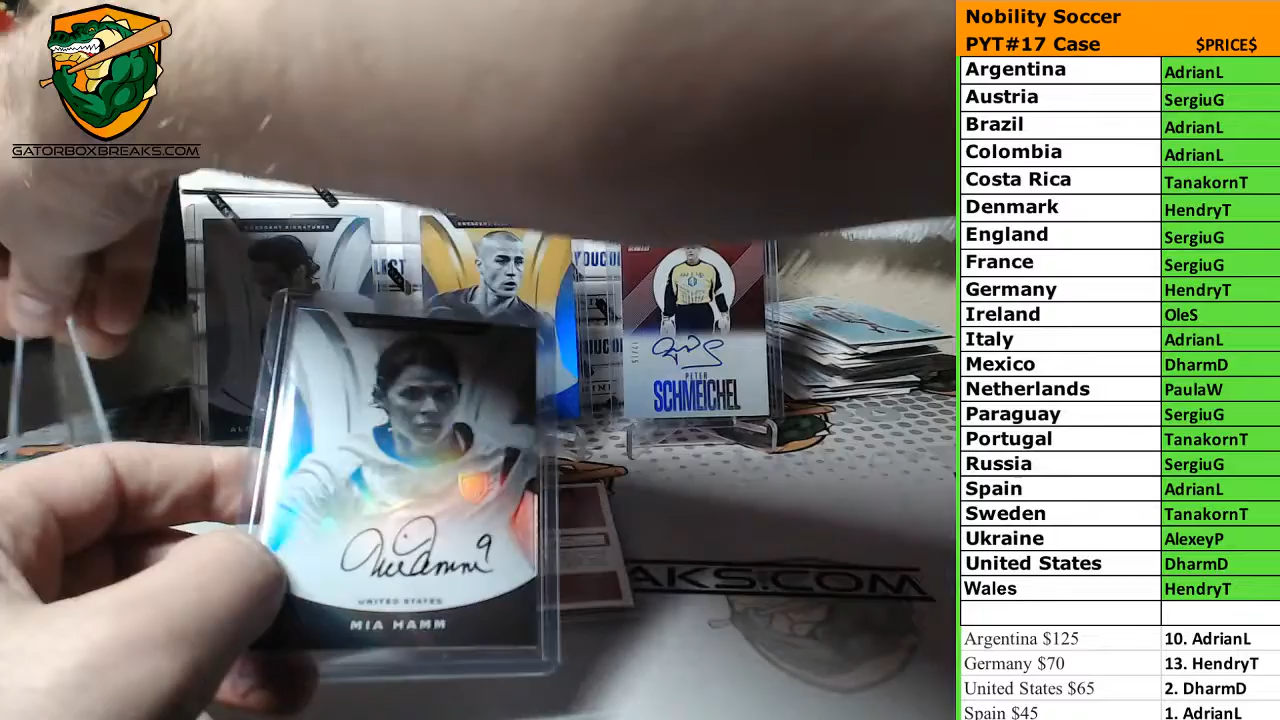 GATORBOXBREAKS.COM
PETER
SCHMEICHEL
UNITED STATES
MIA HAMM
AKS.COM
Nobility Soccer
PYT#17 Case $PRICE$
Argentina AdrianL
Austria SergiuG
Brazil AdrianL
Colombia AdrianL
Costa Rica TanakornT
Denmark HendryT
England SergiuG
France SergiuG
Germany HendryT
Ireland OleS
Italy AdrianL
Mexico DharmD
Netherlands PaulaW
Paraguay SergiuG
Portugal TanakornT
Russia SergiuG
Spain AdrianL
Sweden TanakornT
Ukraine AlexeyP
United States DharmD
Wales HendryT
Argentina $125 10. AdrianL
Germany $70 13. HendryT
United States $65 2. DharmD
Spain $45 1. AdrianL